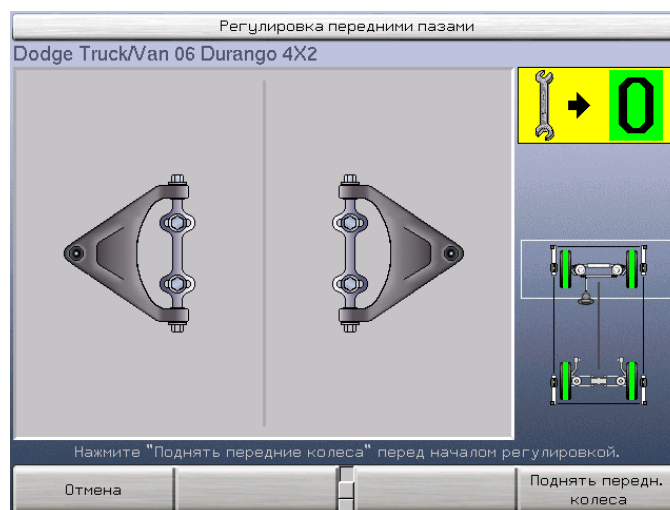 Регулировка передними пазами
Dodge Truck/Van 06 Durango 4X2
0
Нажмите "Поднять передние колеса" перед началом регулировкой.
Отмена
Поднять передн.
колеса